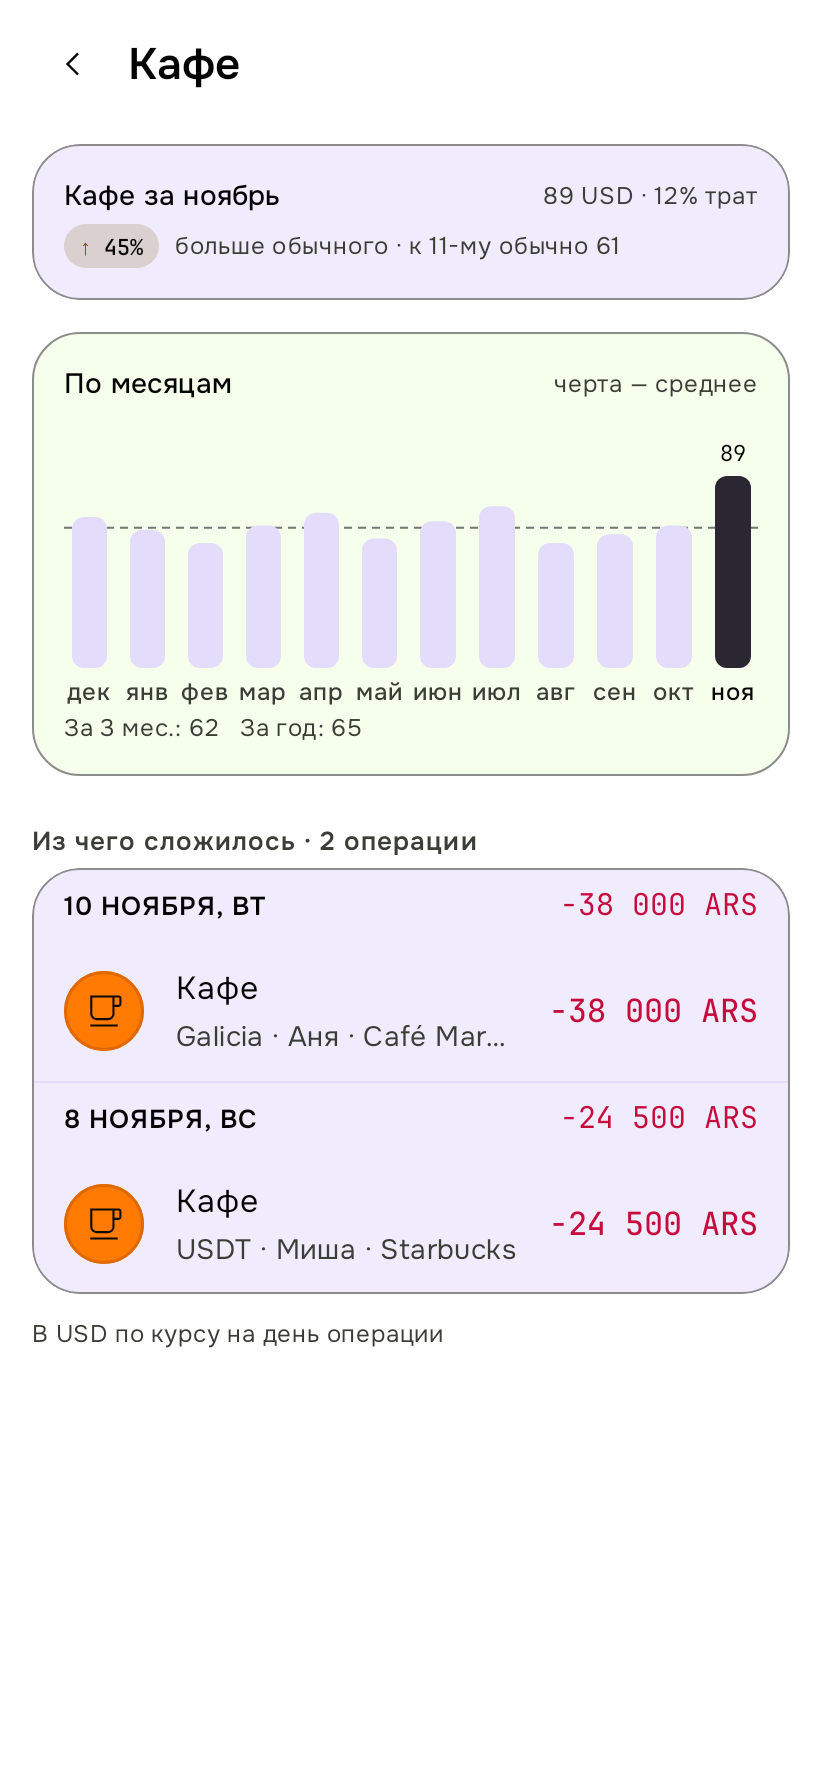 Кафе
Кафе за ноябрь 89 USD · 12% трат
↑ 45% больше обычного · к 11-му обычно 61
По месяцам черта — среднее
89
дек янв фев мар апр май июн июл авг сен окт ноя
За 3 мес.: 62 За год: 65
Из чего сложилось · 2 операции
10 НОЯБРЯ, ВТ -38 000 ARS
Кафе
Galicia · Аня · Café Mar... -38 000 ARS
8 НОЯБРЯ, ВС -24 500 ARS
Кафе
USDT · Миша · Starbucks -24 500 ARS
В USD по курсу на день операции